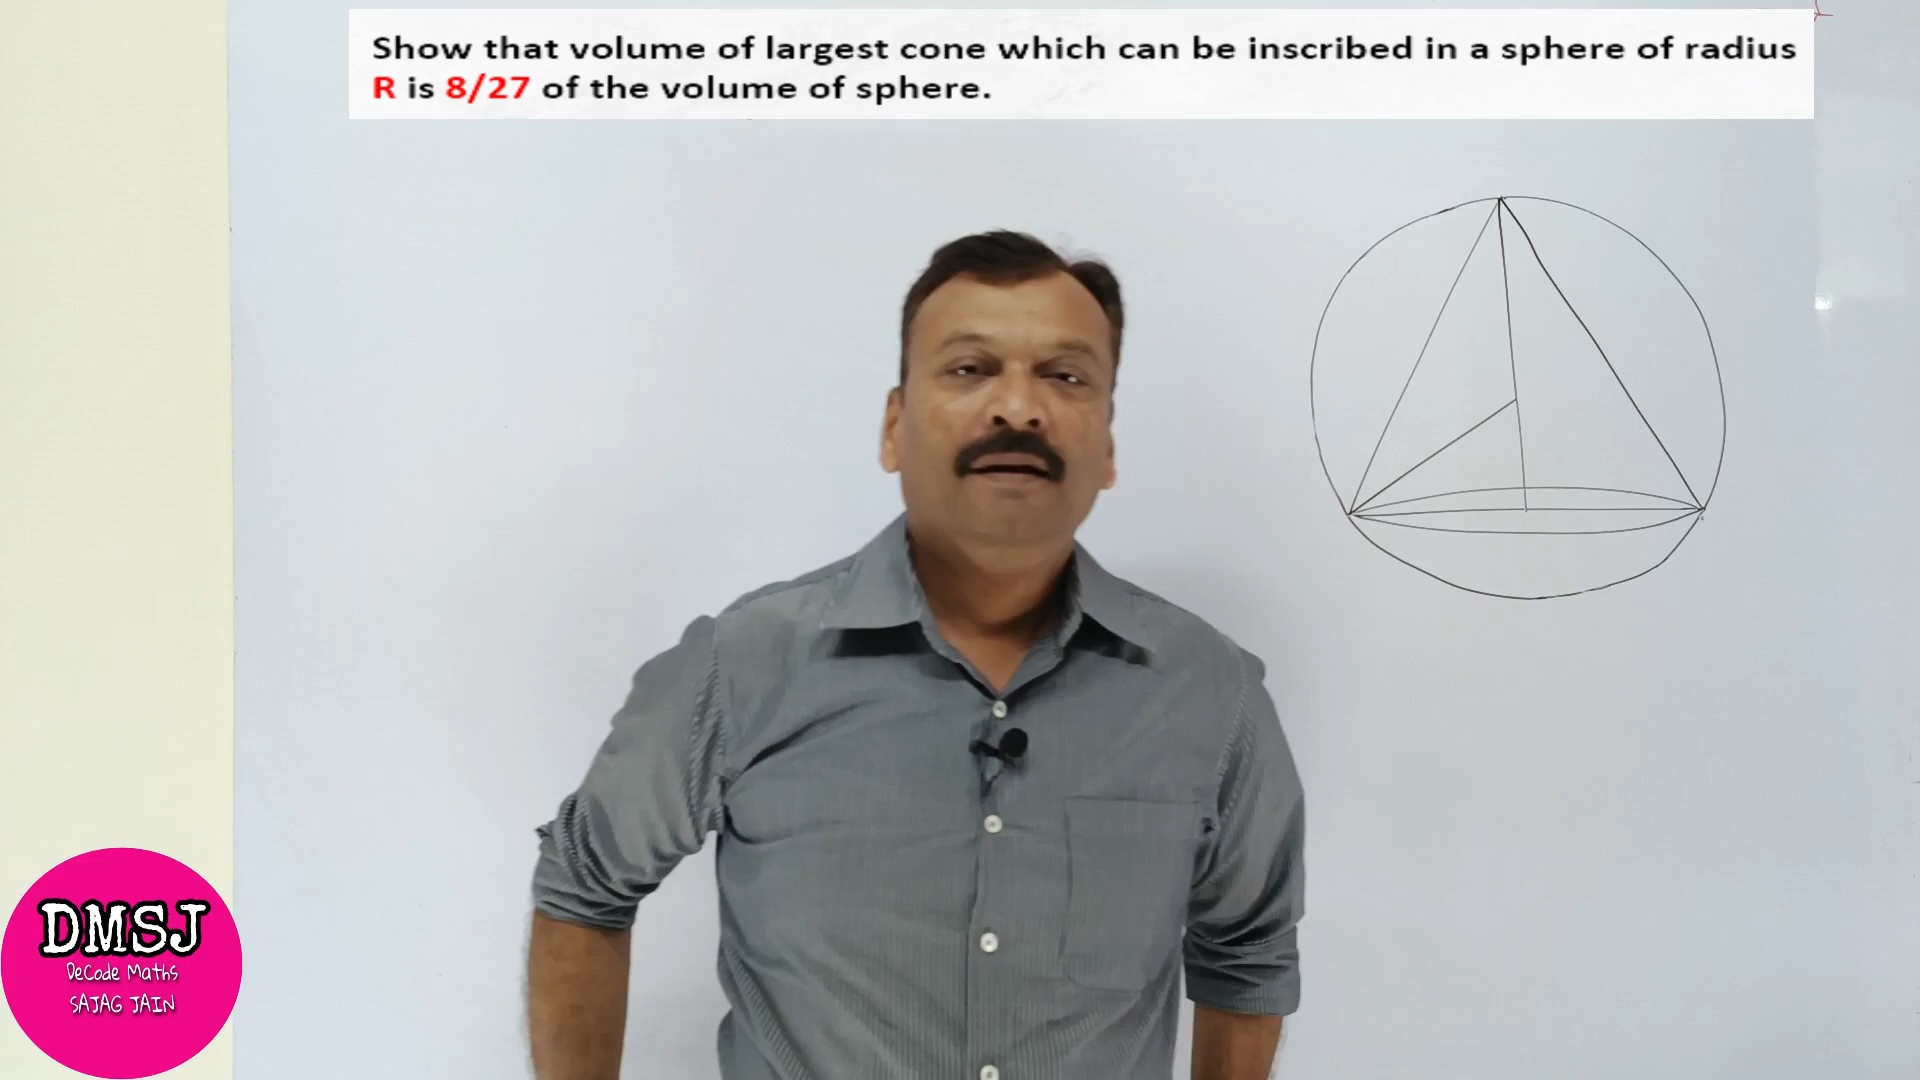 Show that volume of largest cone which can be inscribed in a sphere of radius
R is 8/27 of the volume of sphere.
DMSJ
DeCode Maths
SAJAG JAIN